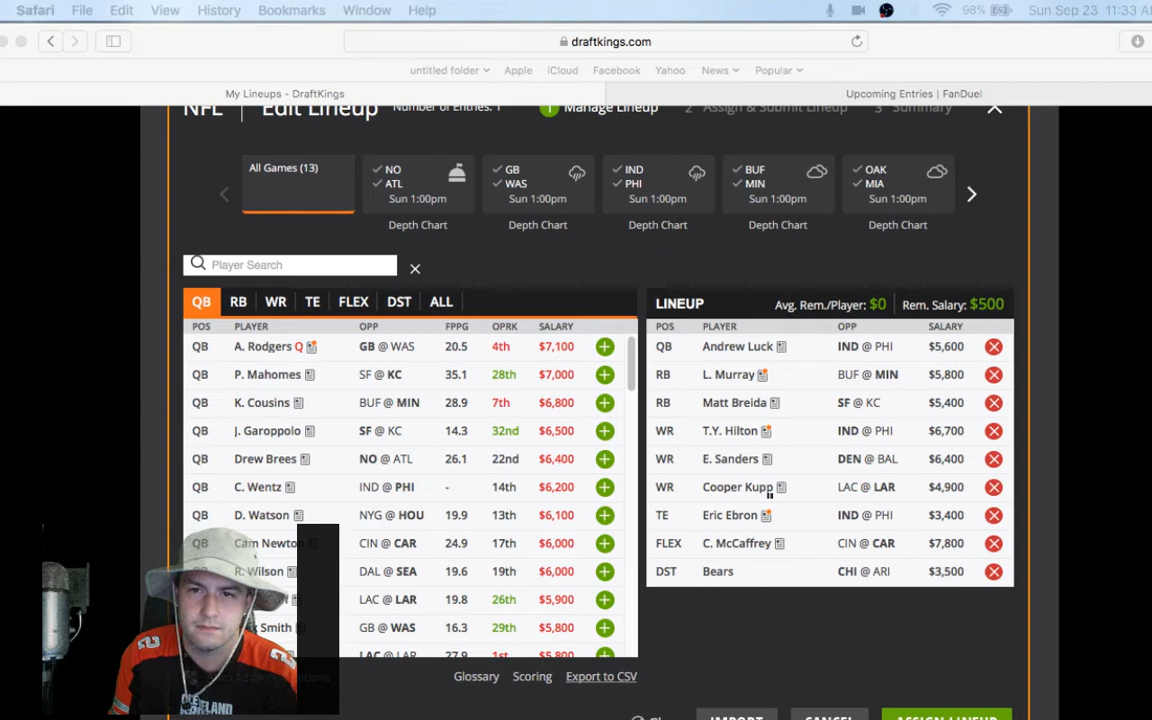 Safari File Edit View History Bookmarks Window Help 98% Sun Sep 23 11:33 AM
draftkings.com
untitled folder Apple iCloud Facebook Yahoo News Popular
My Lineups - DraftKings Upcoming Entries | FanDuel
NFL Edit Lineup Number of Entries: 1 1 Manage Lineup 2 Assign & Submit Lineup 3 Summary
All Games (13) NO ATL Sun 1:00pm GB WAS Sun 1:00pm IND PHI Sun 1:00pm BUF MIN Sun 1:00pm OAK MIA Sun 1:00pm
Depth Chart Depth Chart Depth Chart Depth Chart Depth Chart
Player Search
QB RB WR TE FLEX DST ALL
POS PLAYER OPP FPPG OPRK SALARY
QB A. Rodgers Q GB @ WAS 20.5 4th $7,100
QB P. Mahomes SF @ KC 35.1 28th $7,000
QB K. Cousins BUF @ MIN 28.9 7th $6,800
QB J. Garoppolo SF @ KC 14.3 32nd $6,500
QB Drew Brees NO @ ATL 26.1 22nd $6,400
QB C. Wentz IND @ PHI - 14th $6,200
QB D. Watson NYG @ HOU 19.9 13th $6,100
QB Cam Newton CIN @ CAR 24.9 17th $6,000
QB R. Wilson DAL @ SEA 19.6 19th $6,000
LAC @ LAR 19.8 26th $5,900
Smith GB @ WAS 16.3 29th $5,800
LAC @ LAR 27.9 1st $5,800
LINEUP Avg. Rem./Player: $0 Rem. Salary: $500
POS PLAYER OPP SALARY
QB Andrew Luck IND @ PHI $5,600
RB L. Murray BUF @ MIN $5,800
RB Matt Breida SF @ KC $5,400
WR T.Y. Hilton IND @ PHI $6,700
WR E. Sanders DEN @ BAL $6,400
WR Cooper Kupp LAC @ LAR $4,900
TE Eric Ebron IND @ PHI $3,400
FLEX C. McCaffrey CIN @ CAR $7,800
DST Bears CHI @ ARI $3,500
Glossary Scoring Export to CSV
IMPORT CANCEL ASSIGN LINEUP
2 2
CLEVELAND